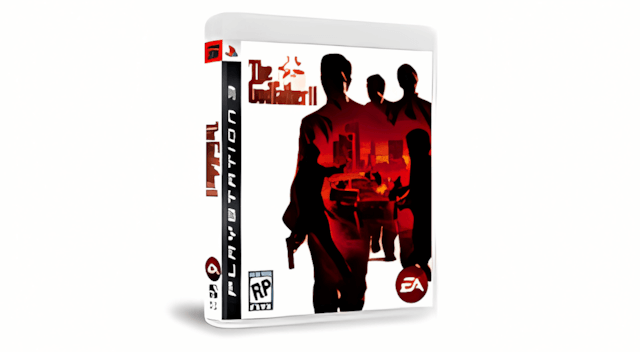 The
Godfather II
The Godfather II
PLAYSTATION 3
RP
EA